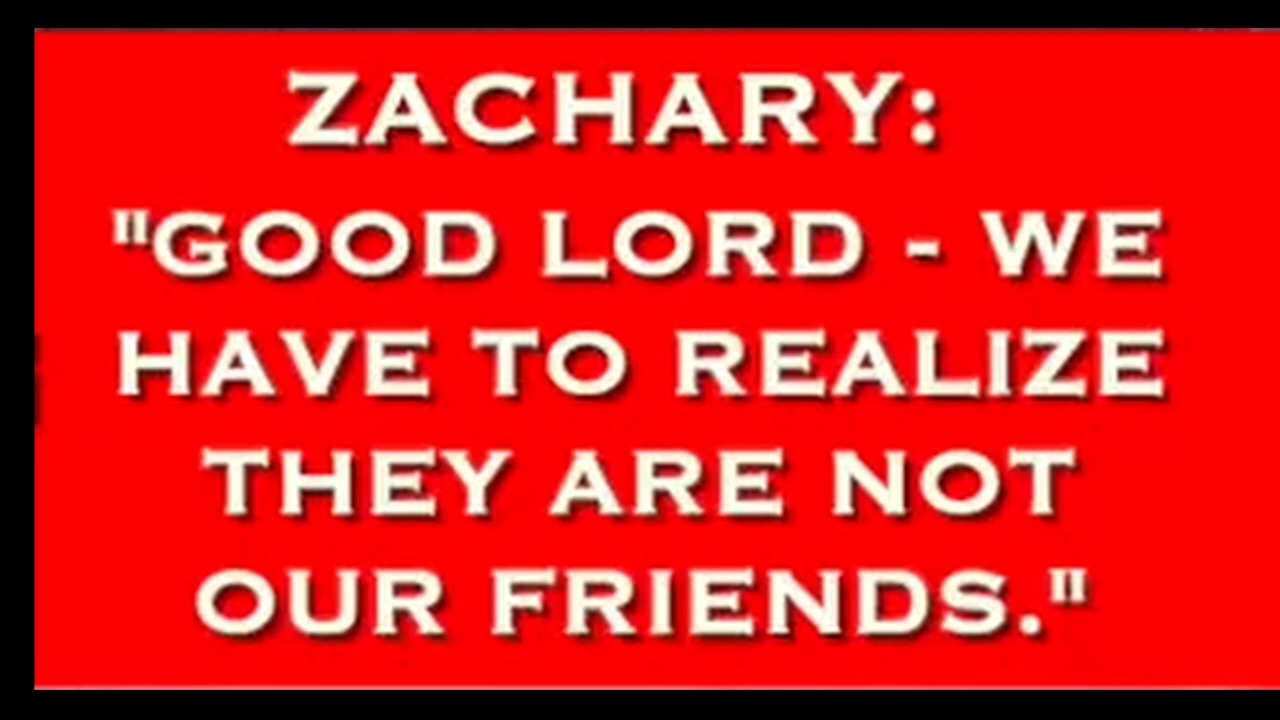 ZACHARY:
"GOOD LORD - WE
HAVE TO REALIZE
THEY ARE NOT
OUR FRIENDS."